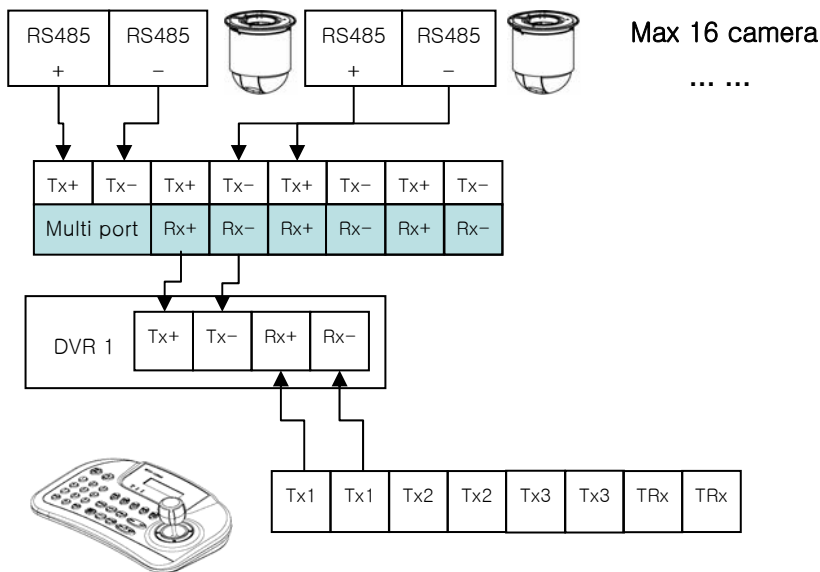 RS485 RS485 RS485 RS485 Max 16 camera
+ − + − ... ...
Tx+ Tx− Tx+ Tx− Tx+ Tx− Tx+ Tx−
Multi port Rx+ Rx− Rx+ Rx− Rx+ Rx−
DVR 1 Tx+ Tx− Rx+ Rx−
Tx1 Tx1 Tx2 Tx2 Tx3 Tx3 TRx TRx